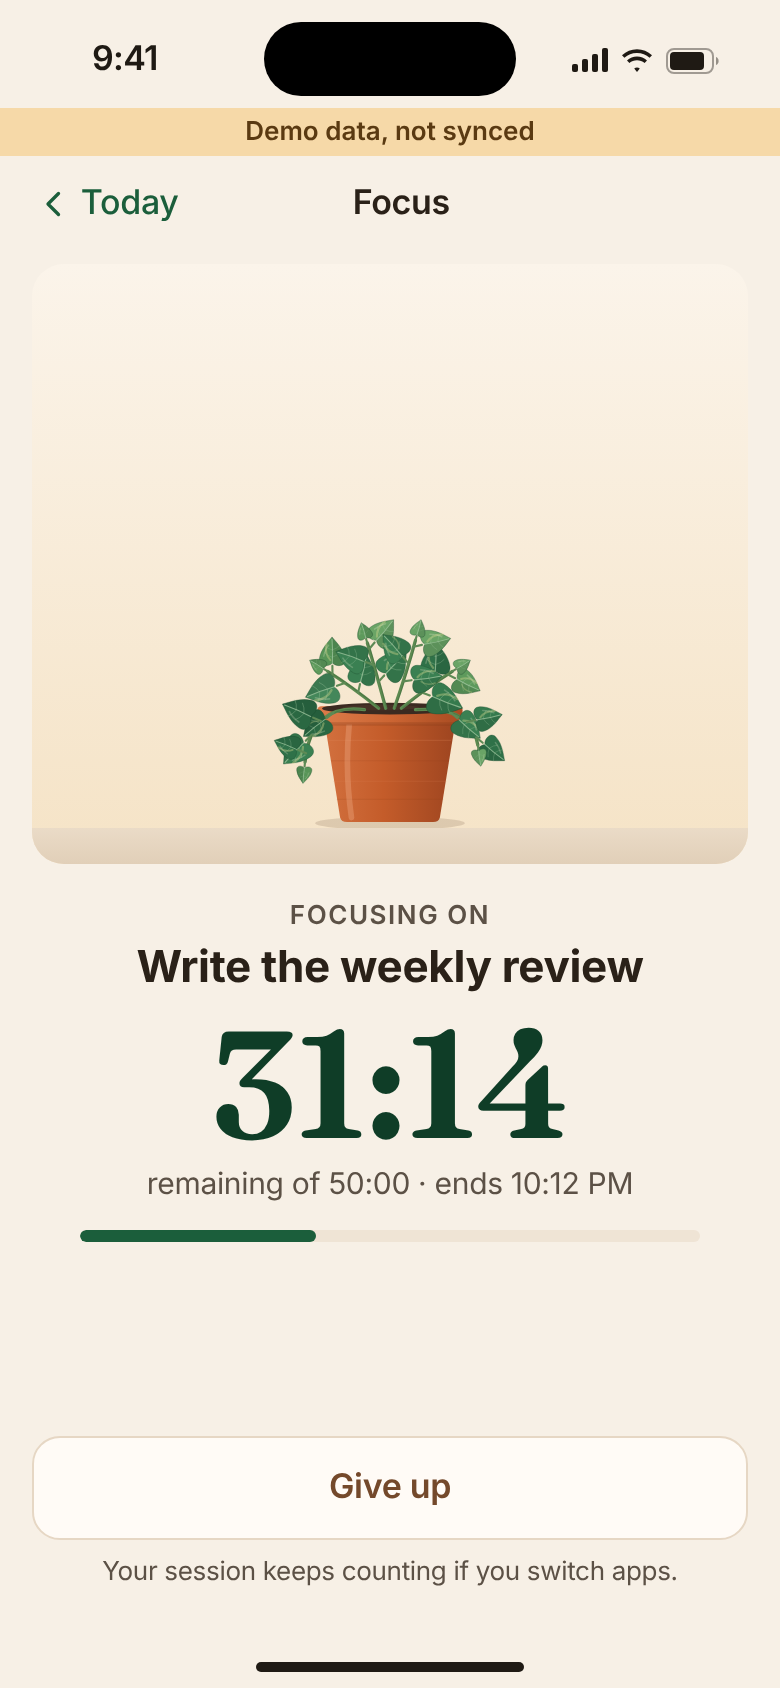 9:41
Demo data, not synced
Today
Focus
FOCUSING ON
Write the weekly review
31:14
remaining of 50:00 · ends 10:12 PM
Give up
Your session keeps counting if you switch apps.